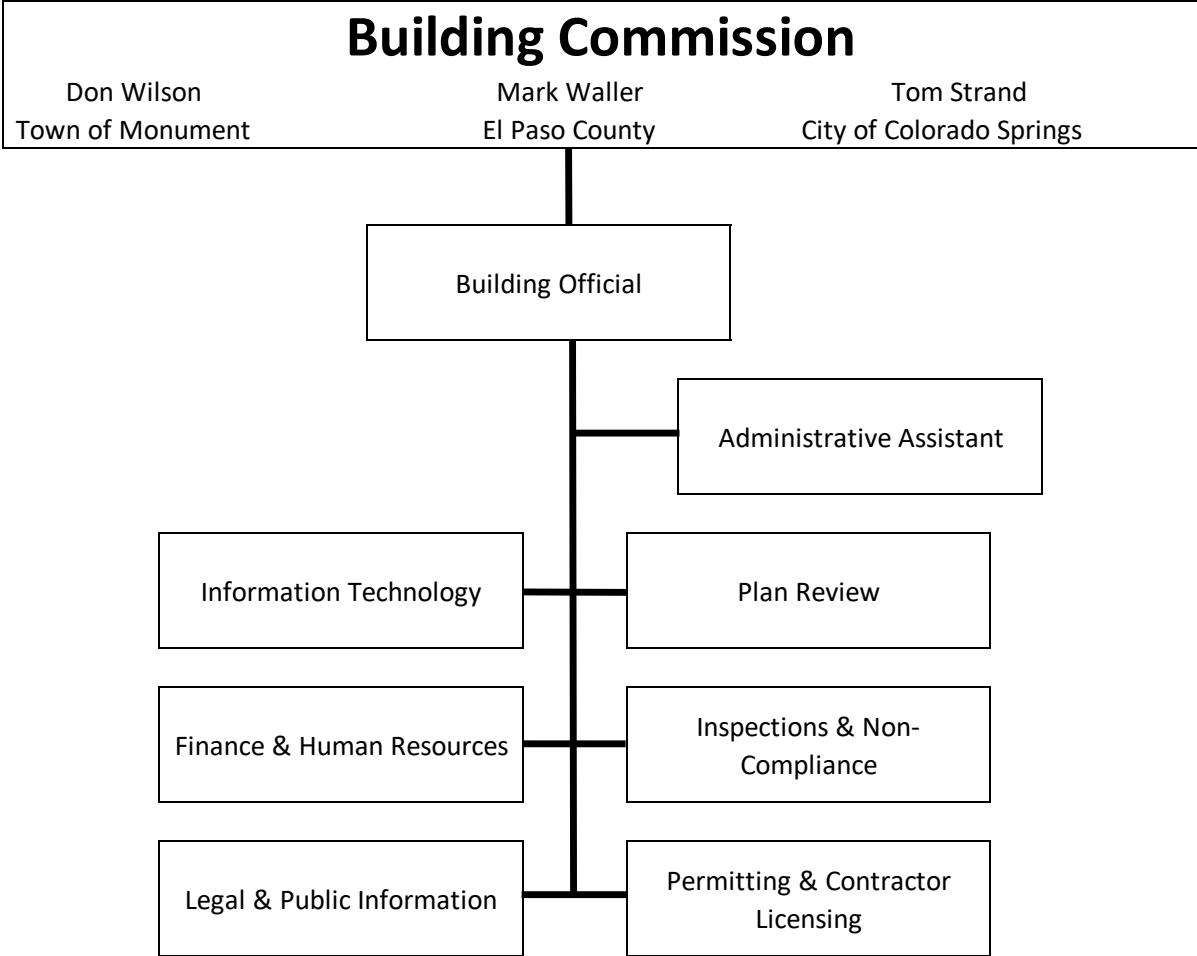 Building Commission
Don Wilson Mark Waller Tom Strand
Town of Monument El Paso County City of Colorado Springs
Building Official
Administrative Assistant
Information Technology
Plan Review
Finance & Human Resources
Inspections & Non-
Compliance
Legal & Public Information
Permitting & Contractor
Licensing